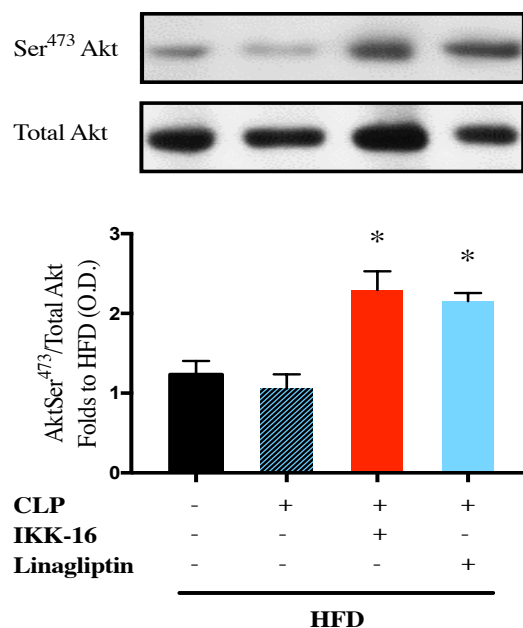 Ser⁴⁷³ Akt
Total Akt
AktSer⁴⁷³/Total Akt
Folds to HFD (O.D.)
3
2
1
0
*
*
CLP - + + +
IKK-16 - - + -
Linagliptin - - - +
HFD